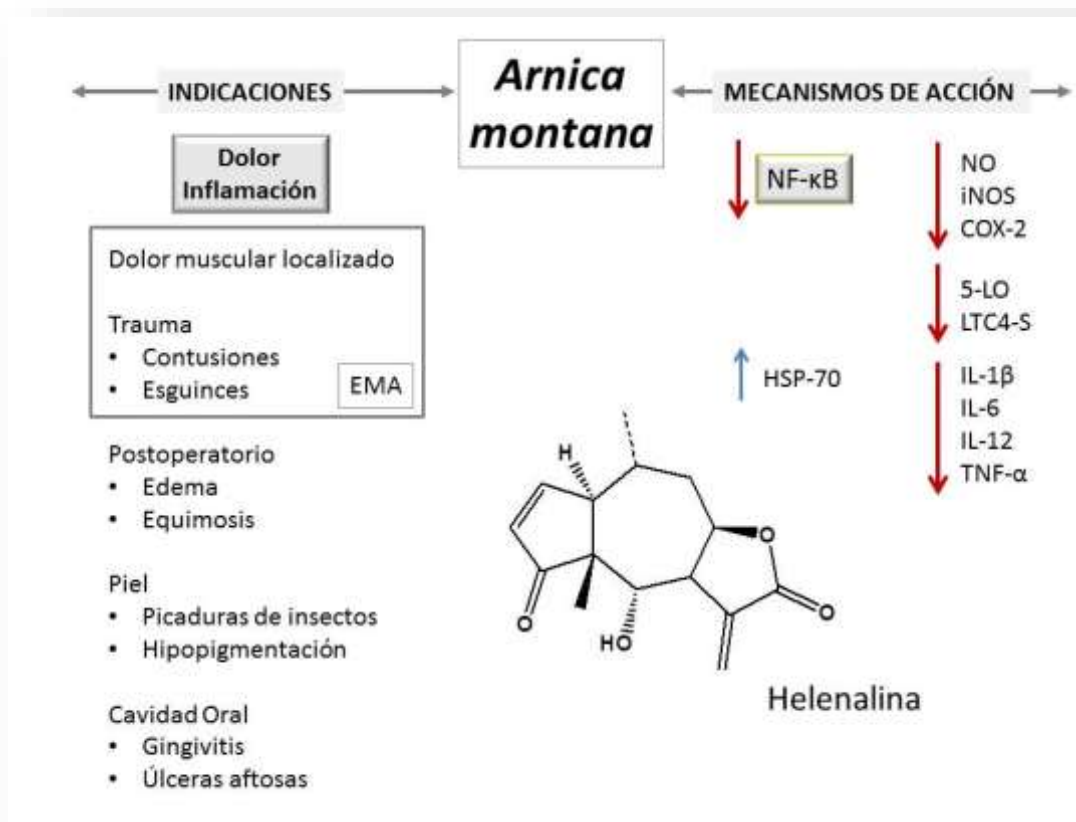 Arnica
montana
INDICACIONES
Dolor
Inflamación
Dolor muscular localizado
Trauma
• Contusiones
• Esguinces
EMA
Postoperatorio
• Edema
• Equimosis
Piel
• Picaduras de insectos
• Hipopigmentación
Cavidad Oral
• Gingivitis
• Úlceras aftosas
MECANISMOS DE ACCIÓN
NF-κB
NO
iNOS
COX-2
5-LO
LTC4-S
HSP-70
IL-1β
IL-6
IL-12
TNF-α
H
O
O
O
HO
Helenalina